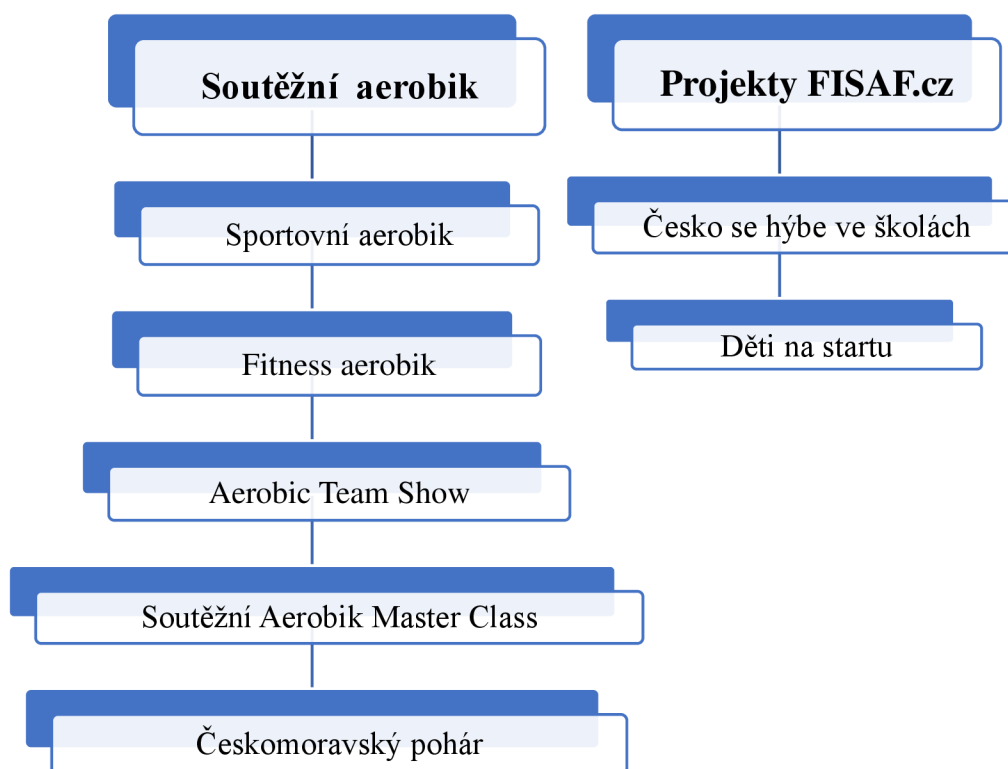 Soutěžní aerobik
Sportovní aerobik
Fitness aerobik
Aerobic Team Show
Soutěžní Aerobik Master Class
Českomoravský pohár
Projekty FISAF.cz
Česko se hýbe ve školách
Děti na startu